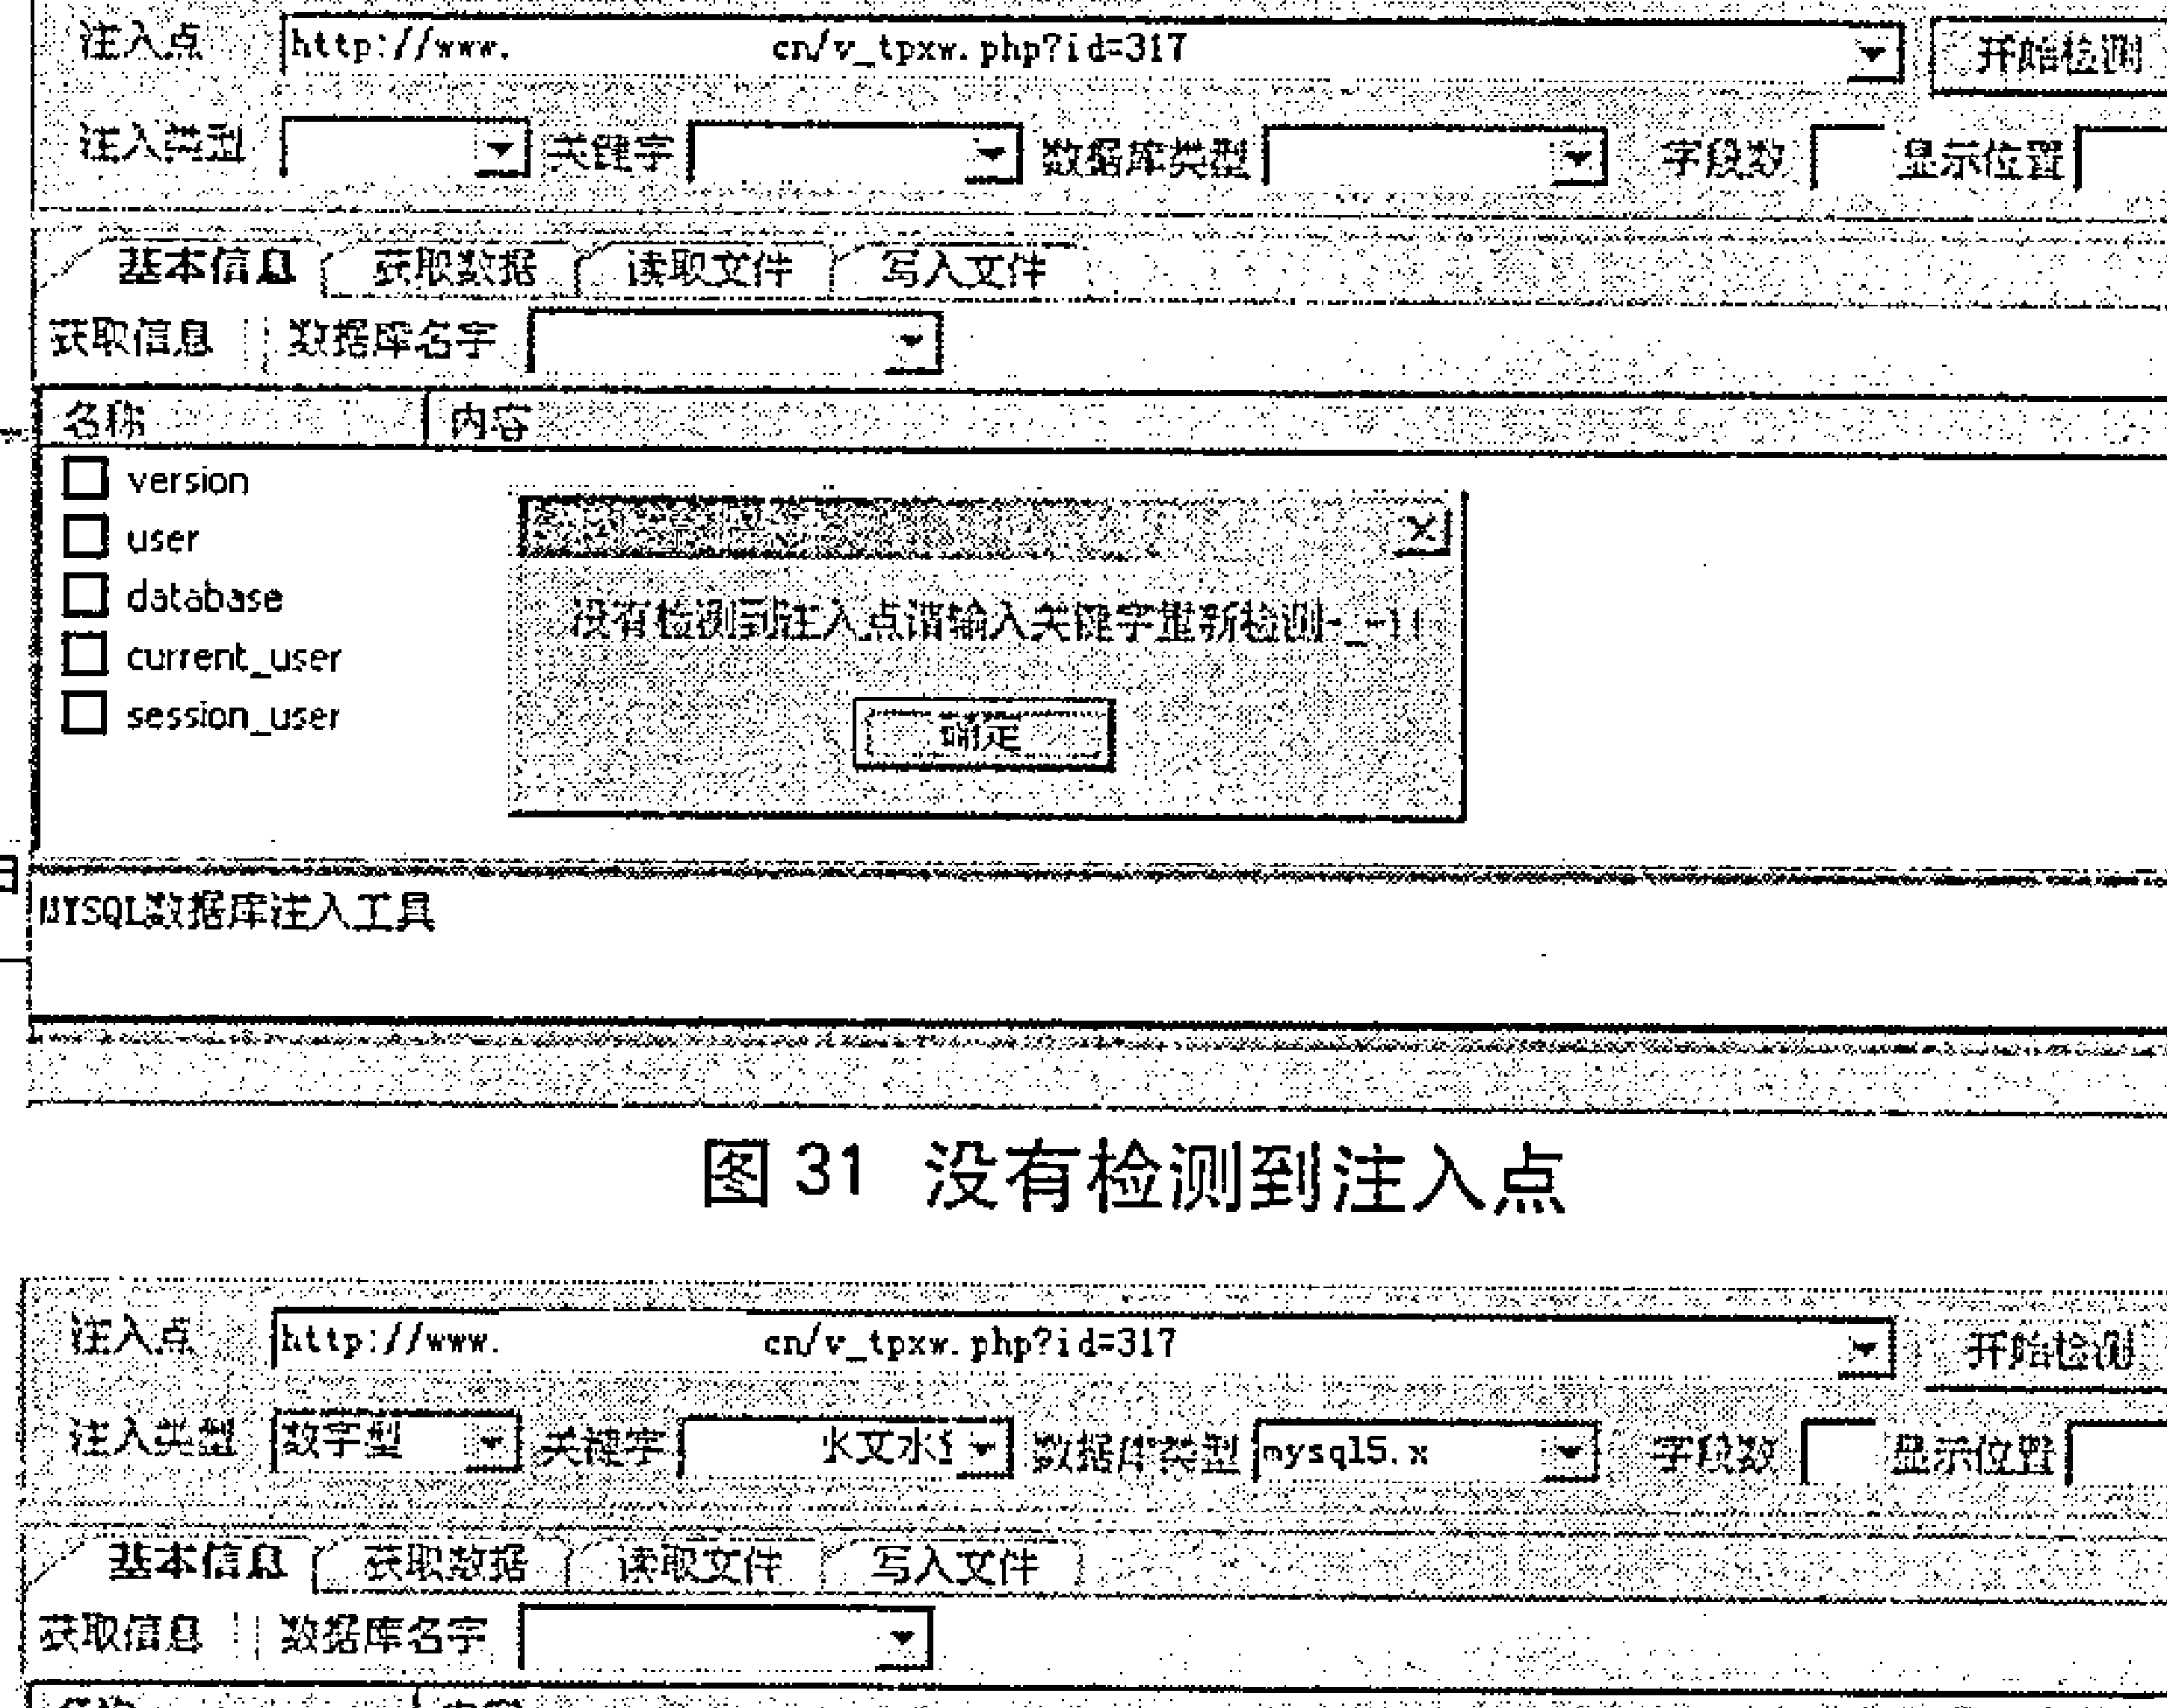 注入点 http://www. cn/v_tpxw.php?id=317 开始检测
注入类型 关键字 数据库类型 字段数 显示位置
基本信息 获取数据 读取文件 写入文件
获取信息 数据库名字
名称 内容
version
user
database
current_user
session_user
没有检测到注入点请输入关键字重新检测-_-!!
确定
MYSQL数据库注入工具
图 31 没有检测到注入点
注入点 http://www. cn/v_tpxw.php?id=317 开始检测
注入类型 数字型 关键字 文水 数据库类型 mysql5.x 字段数 显示位置
基本信息 获取数据 读取文件 写入文件
获取信息 数据库名字